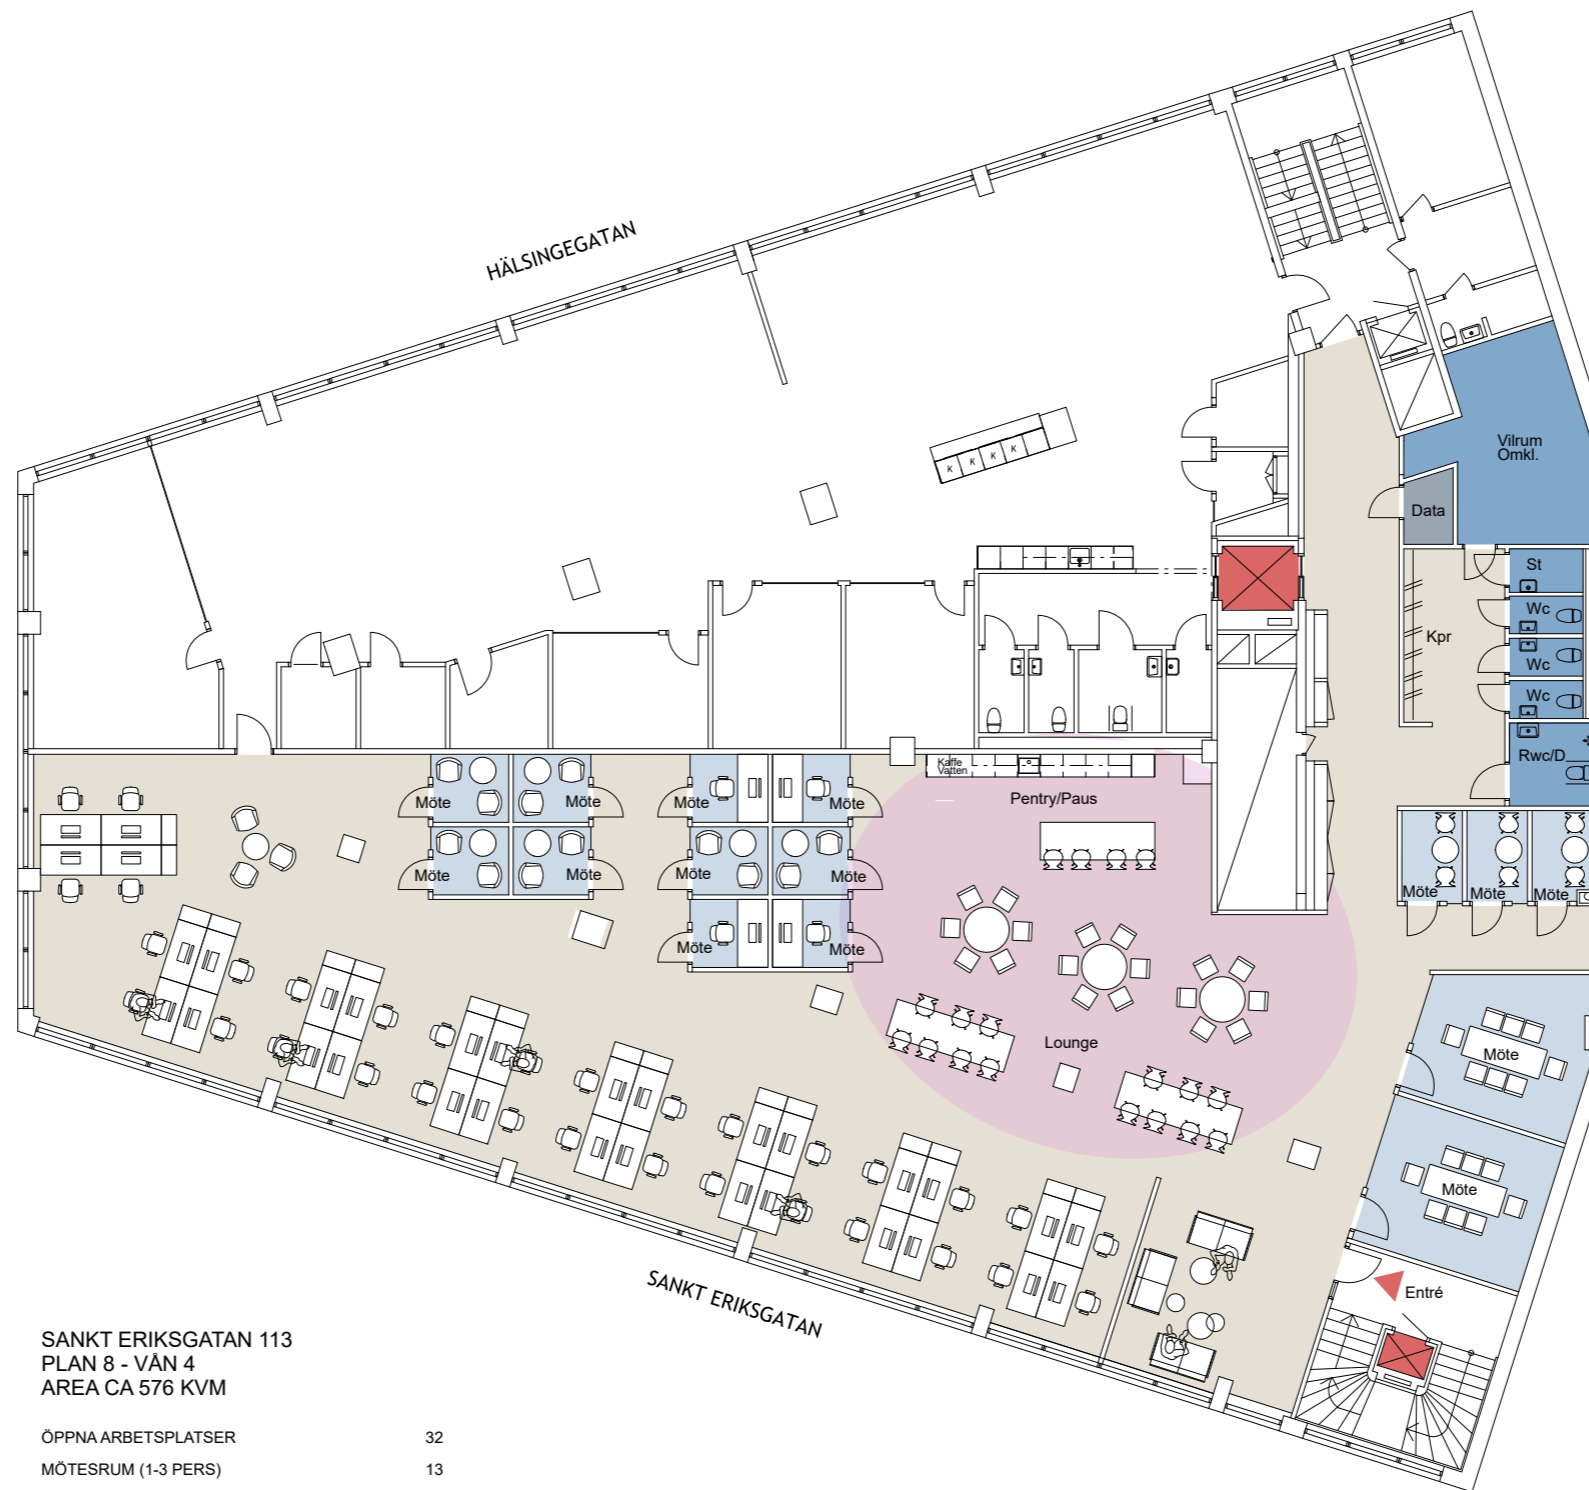 HÄLSINGEGATAN
K K K K
Vilrum
Omkl.
Data
St
Wc
Kpr
Wc
Wc
Rwc/D
Kaffe
Vatten
Pentry/Paus
Möte
Möte
Möte
Möte
Möte
Möte
Möte
Möte
Möte
Möte
Möte
Möte
Möte
Lounge
Möte
Möte
Entré
SANKT ERIKSGATAN
SANKT ERIKSGATAN 113
PLAN 8 - VÅN 4
AREA CA 576 KVM
ÖPPNA ARBETSPLATSER 32
MÖTESRUM (1-3 PERS) 13